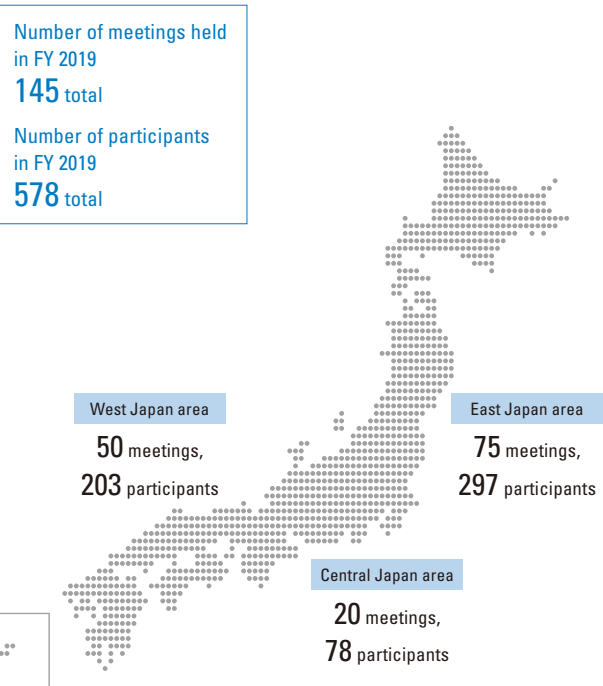 Number of meetings held
in FY 2019
145 total
Number of participants
in FY 2019
578 total
West Japan area
50 meetings,
203 participants
East Japan area
75 meetings,
297 participants
Central Japan area
20 meetings,
78 participants